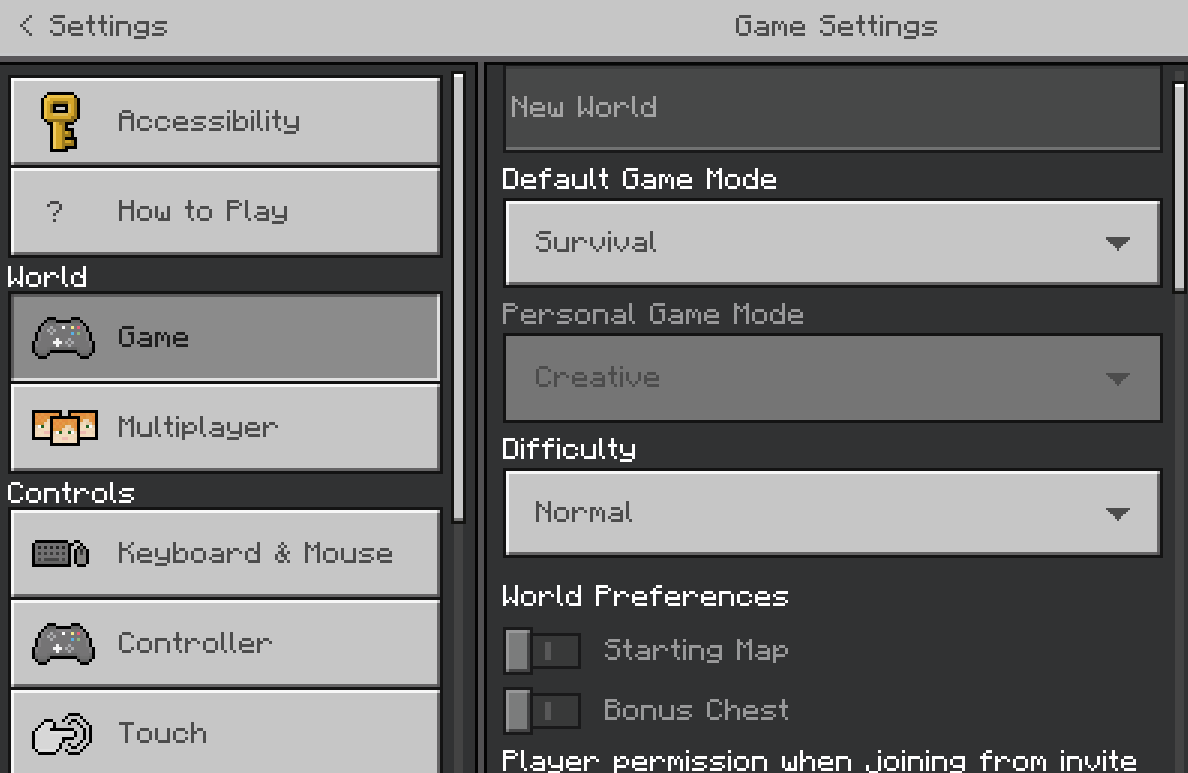 < Settings
Game Settings
Accessibility
? How to Play
World
Game
Multiplayer
Controls
Keyboard & Mouse
Controller
Touch
New World
Default Game Mode
Survival
Personal Game Mode
Creative
Difficulty
Normal
World Preferences
Starting Map
Bonus Chest
Player permission when joining from invite